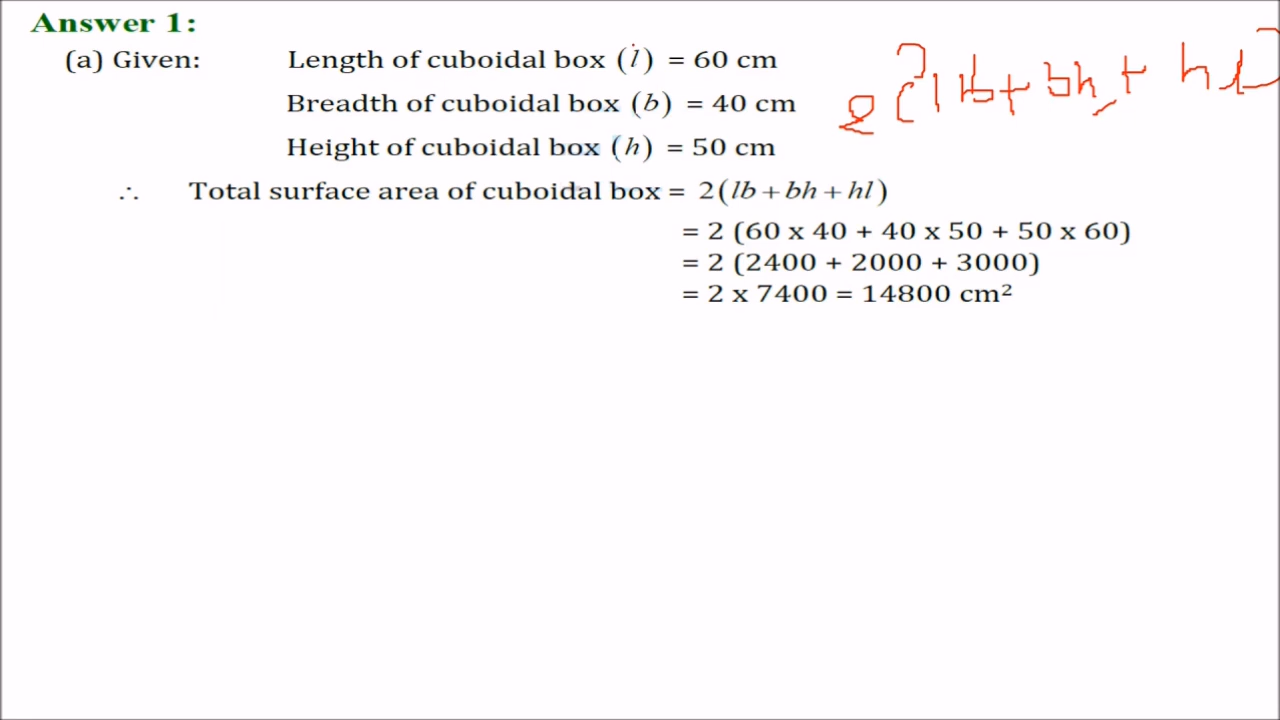 Answer 1:
(a) Given: Length of cuboidal box (l) = 60 cm
Breadth of cuboidal box (b) = 40 cm
Height of cuboidal box (h) = 50 cm
∴ Total surface area of cuboidal box = 2(lb + bh + hl)
= 2 (60 x 40 + 40 x 50 + 50 x 60)
= 2 (2400 + 2000 + 3000)
= 2 x 7400 = 14800 cm²
2 (lb + bh + hl)